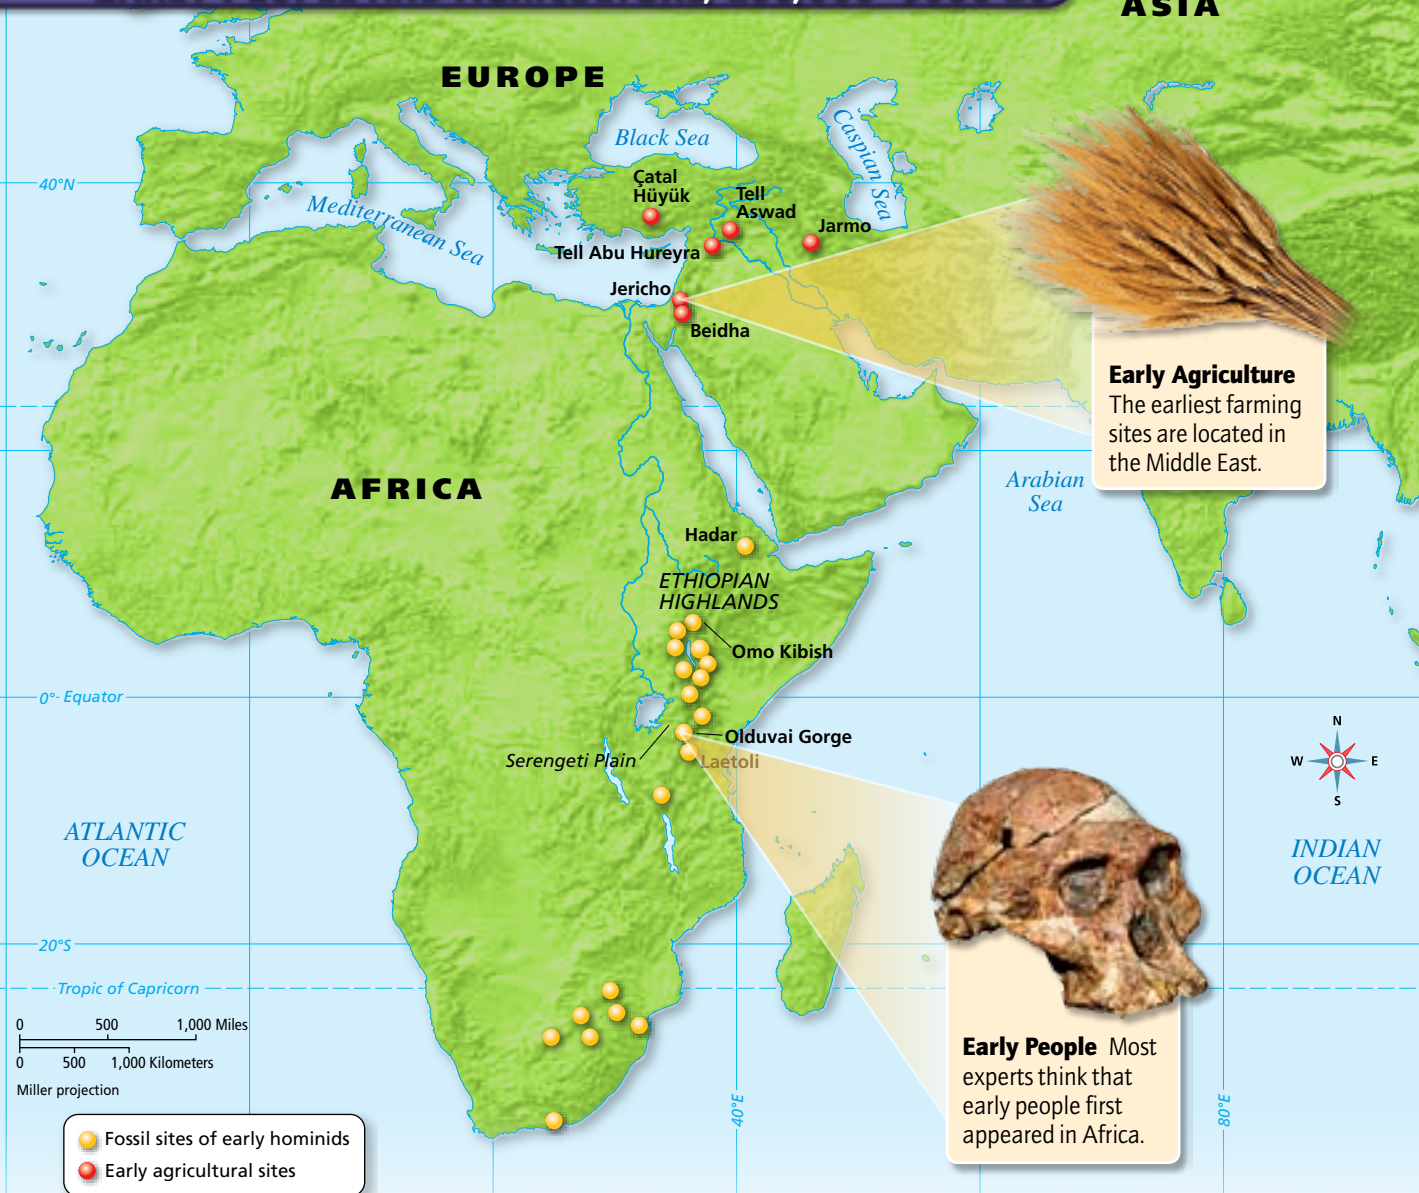 ASIA
EUROPE
Black Sea
Caspian Sea
40°N
Çatal
Hüyük
Tell
Aswad
Mediterranean Sea
Jarmo
Tell Abu Hureyra
Jericho
Beidha
Early Agriculture
The earliest farming
sites are located in
the Middle East.
AFRICA
Arabian
Sea
Hadar
ETHIOPIAN
HIGHLANDS
Omo Kibish
0° Equator
Olduvai Gorge
Serengeti Plain
Laetoli
N
W
E
S
ATLANTIC
OCEAN
INDIAN
OCEAN
20°S
Tropic of Capricorn
0 500 1,000 Miles
0 500 1,000 Kilometers
Miller projection
Early People Most
experts think that
early people first
appeared in Africa.
40°E
80°E
Fossil sites of early hominids
Early agricultural sites